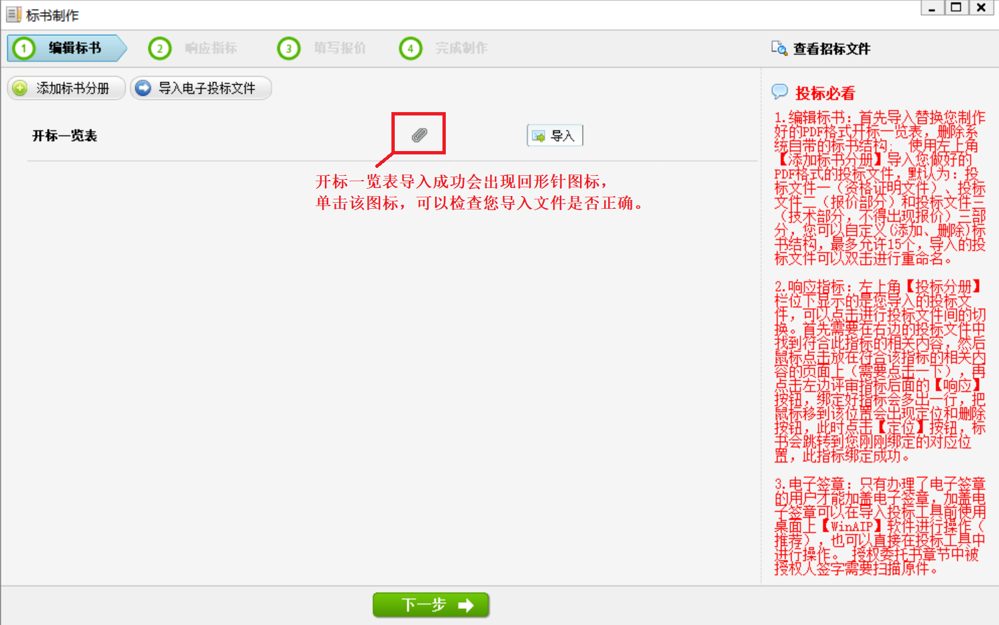 标书制作
1 编辑标书 2 响应指标 3 填写报价 4 完成制作 查看招标文件
添加标书分册 导入电子投标文件
开标一览表 导入
开标一览表导入成功会出现回形针图标，
单击该图标，可以检查您导入文件是否正确。
投标必看
1.编辑标书：首先导入替换您制作
好的PDF格式开标一览表，删除系
统自带的标书结构； 使用左上角
【添加标书分册】导入您做好的
PDF格式的投标文件，默认为：投
标文件一（资格证明文件）、投标
文件二（报价部分）和投标文件三
（技术部分，不得出现报价）三部
分，您可以自定义(添加、删除)标
书结构，最多允许15个，导入的投
标文件可以双击进行重命名。
2.响应指标：左上角【投标分册】
栏位下显示的是您导入的投标文
件，可以点击进行投标文件间的切
换。首先需要在右边的投标文件中
找到符合此指标的相关内容，然后
鼠标点击放在符合该指标的相关内
容的页面上（需要点击一下），再
点击左边评审指标后面的【响应】
按钮，绑定好指标会多出一行，把
鼠标移到该位置会出现定位和删除
按钮，此时点击【定位】按钮，标
书会跳转到您刚刚绑定的对应位
置，此指标绑定成功。
3.电子签章：只有办理了电子签章
的用户才能加盖电子签章，加盖电
子签章可以在导入投标工具前使用
桌面上【WinAIP】软件进行操作（
推荐），也可以直接在投标工具中
进行操作。 授权委托书章节中被
授权人签字需要扫描原件。
下一步